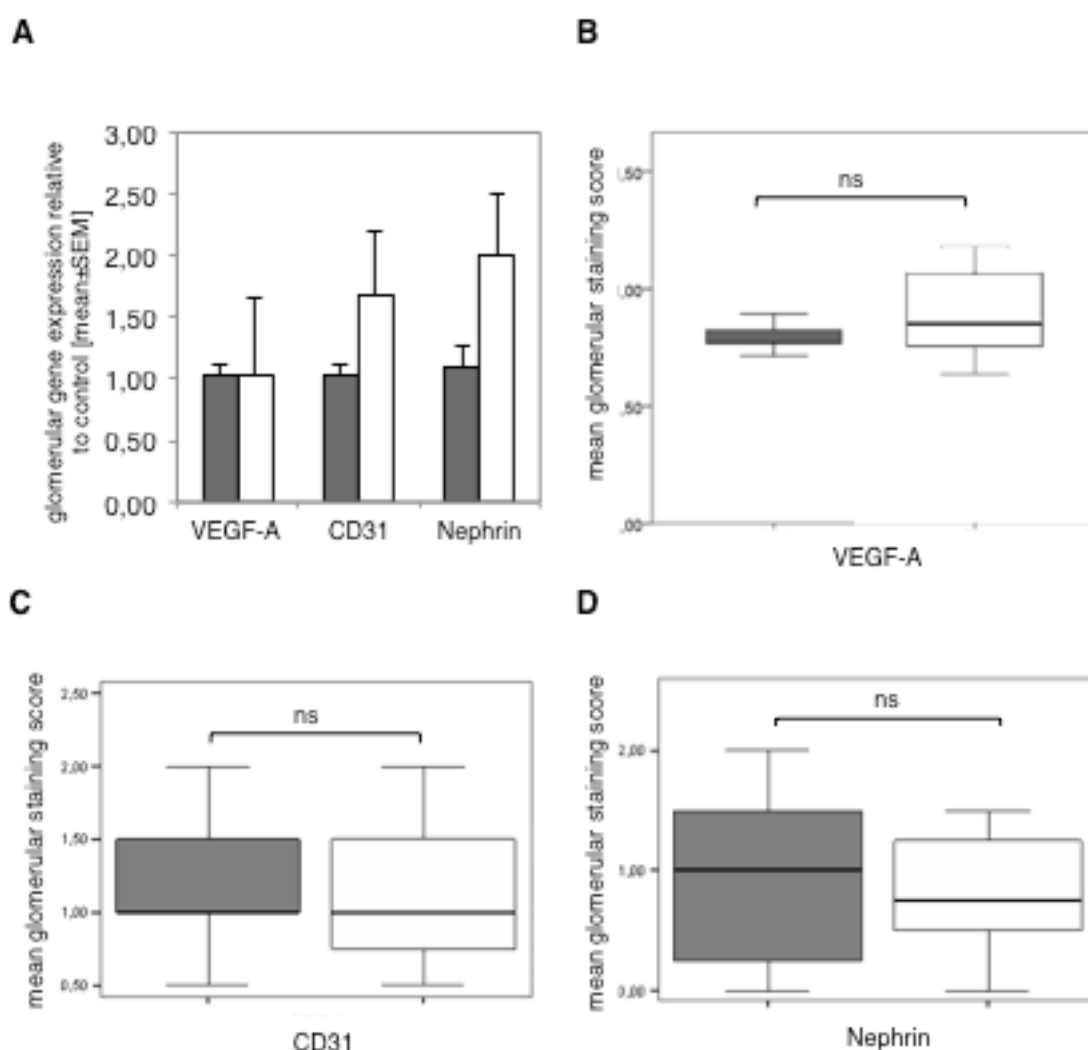 A
B
3,00
2,50
2,00
1,50
1,00
0,50
0,00
glomerular gene expression relative
to control [mean±SEM]
VEGF-A CD31 Nephrin
mean glomerular staining score
,50
,00
,50
,00
ns
VEGF-A
C
D
mean glomerular staining score
2,50
2,00
1,50
1,00
0,50
ns
CD31
mean glomerular staining score
2,00
1,00
0,00
ns
Nephrin